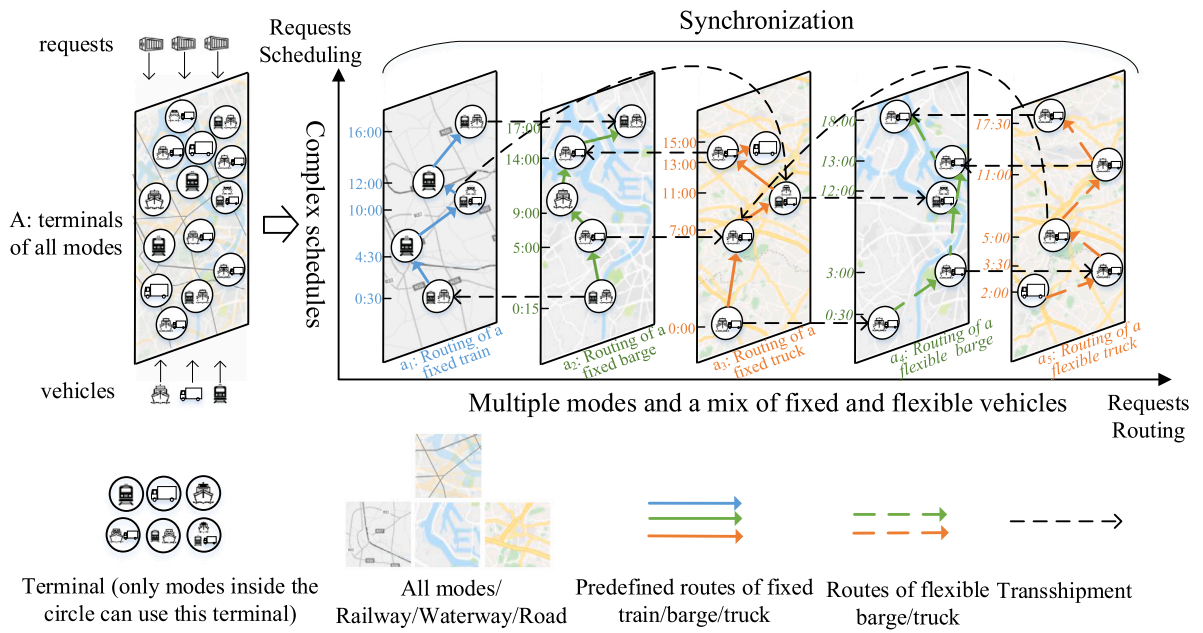 Synchronization
requests
Requests
Scheduling
A: terminals
of all modes
vehicles
Complex schedules
16:00
12:00
10:00
4:30
0:30
a₁: Routing of a
fixed train
17:00
14:00
9:00
5:00
0:15
a₂: Routing of a
fixed barge
15:00
13:00
11:00
7:00
0:00
a₃: Routing of a
fixed truck
18:00
13:00
12:00
3:00
0:30
a₄: Routing of a
flexible barge
17:30
11:00
5:00
3:30
2:00
a₅: Routing of a
flexible truck
Multiple modes and a mix of fixed and flexible vehicles
Requests
Routing
Terminal (only modes inside the
circle can use this terminal)
All modes/
Railway/Waterway/Road
Predefined routes of fixed
train/barge/truck
Routes of flexible
barge/truck
Transshipment